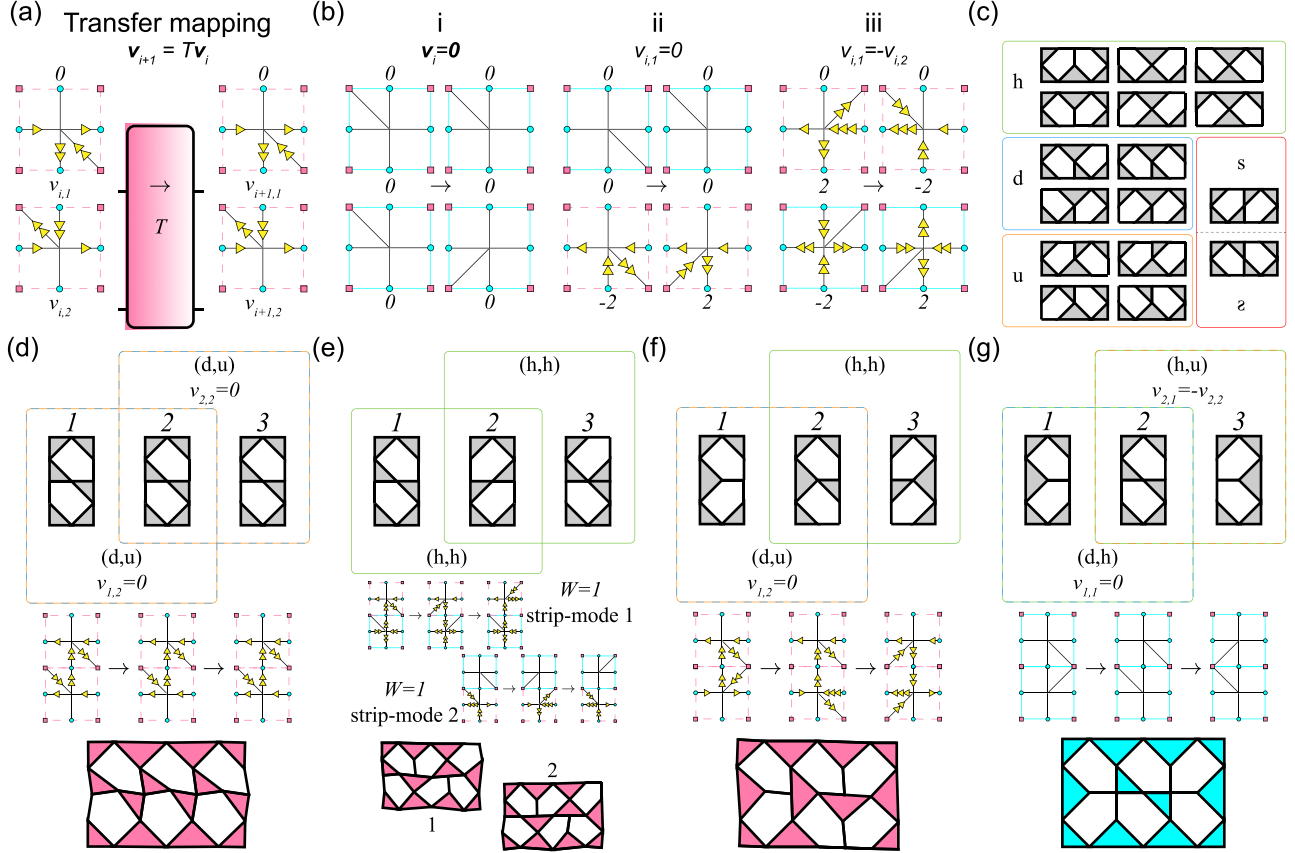 (a)
Transfer mapping
v_{i+1} = Tv_i
0
0
v_{i,1}
v_{i+1,1}
→
T
v_{i,2}
v_{i+1,2}
(b)
i
v_i=0
0
0
0
→
0
0
0
ii
v_{i,1}=0
0
0
0
→
0
-2
2
iii
v_{i,1}=-v_{i,2}
0
0
2
→
-2
-2
2
(c)
h
d
u
s
s
(d)
(d,u)
v_{2,2}=0
1
2
3
(d,u)
v_{1,2}=0
→
→
(e)
(h,h)
1
2
3
(h,h)
→
→
W=1
strip-mode 1
→
→
W=1
strip-mode 2
1
2
(f)
(h,h)
1
2
3
(d,u)
v_{1,2}=0
→
→
(g)
(h,u)
v_{2,1}=-v_{2,2}
1
2
3
(d,h)
v_{1,1}=0
→
→